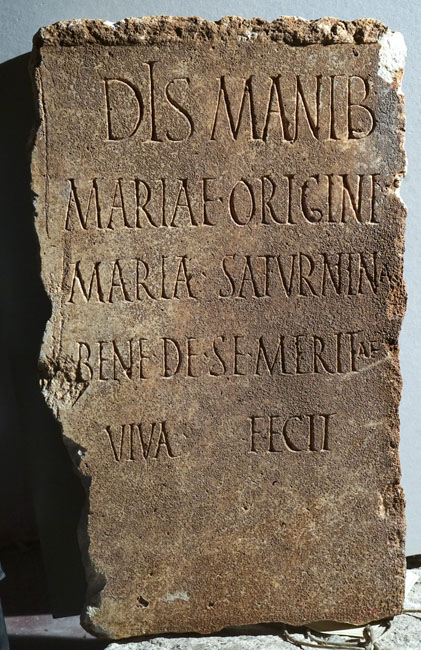 DIS MANIB
MARIAE·ORIGINI
MARIA·SATVRNINA
BENE·DE·SE·MERITAE
VIVA FECIT